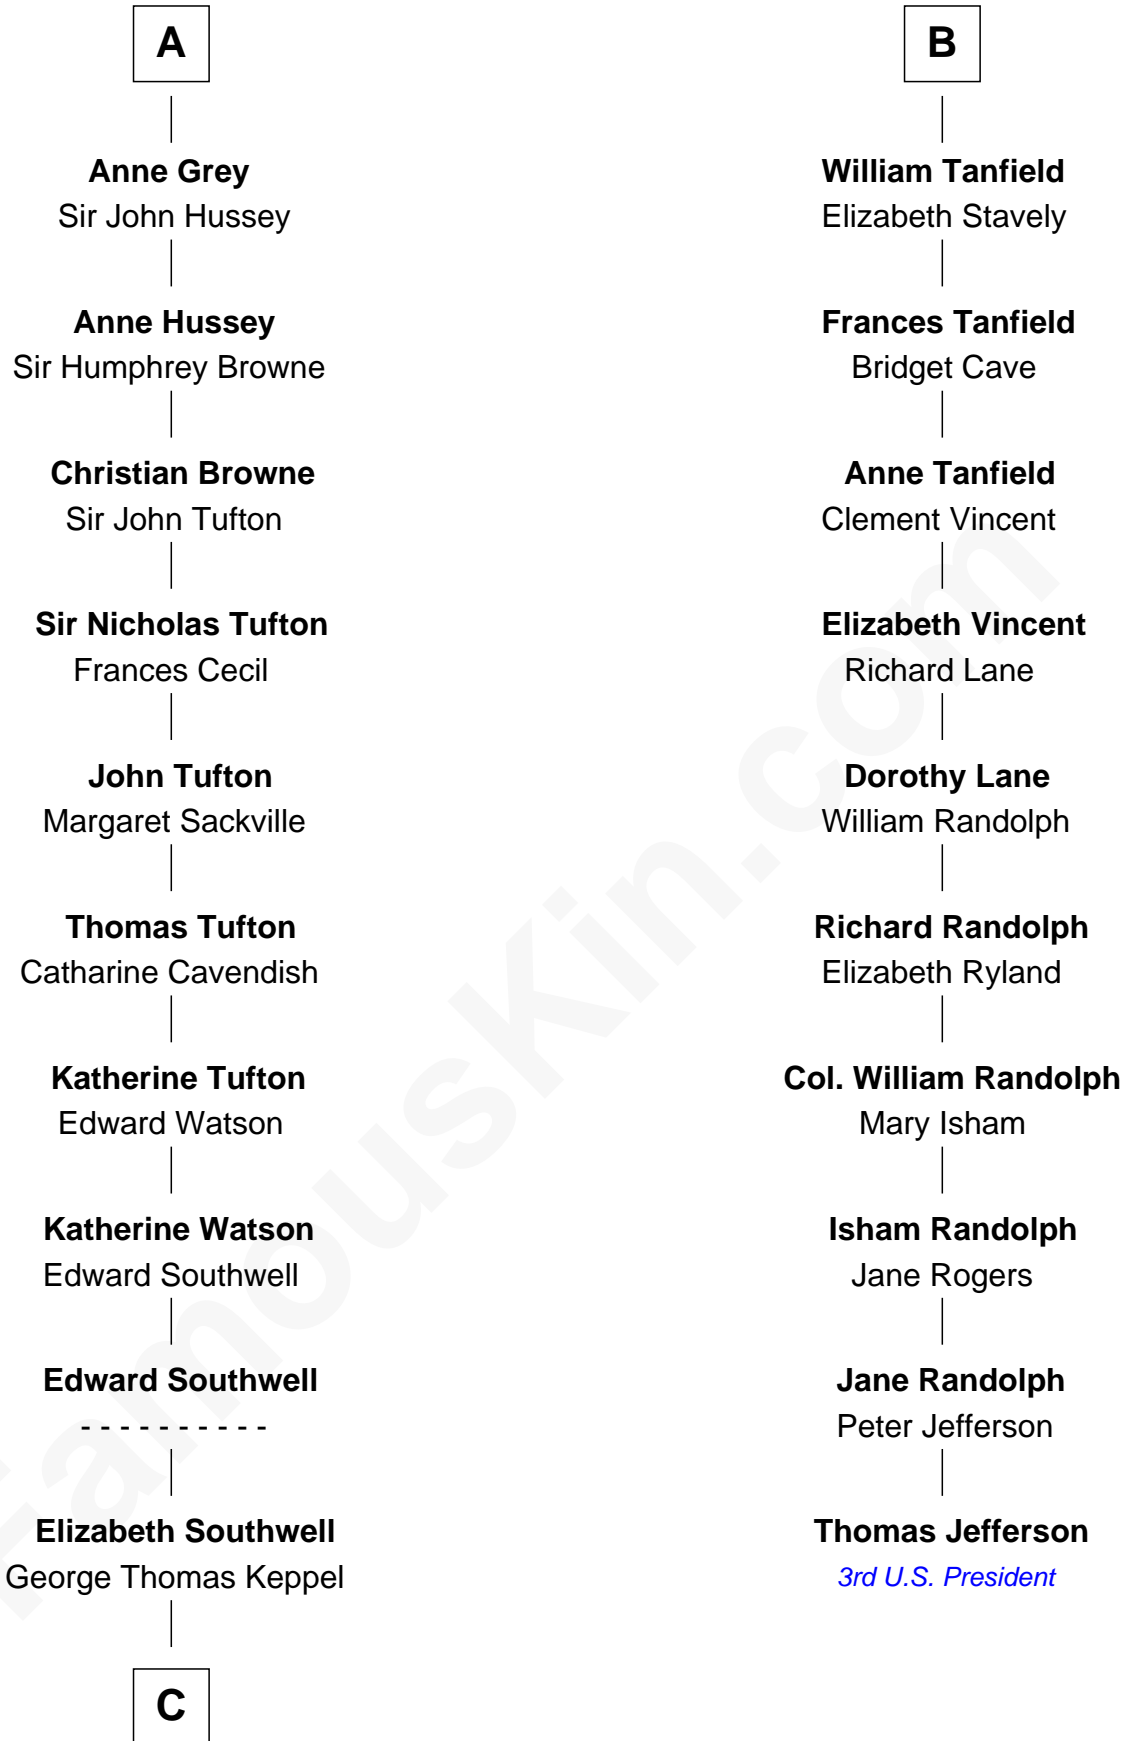 A
Anne Grey
Sir John Hussey
Anne Hussey
Sir Humphrey Browne
Christian Browne
Sir John Tufton
Sir Nicholas Tufton
Frances Cecil
John Tufton
Margaret Sackville
Thomas Tufton
Catharine Cavendish
Katherine Tufton
Edward Watson
Katherine Watson
Edward Southwell
Edward Southwell
- - - - - - - - - -
Elizabeth Southwell
George Thomas Keppel
C
B
William Tanfield
Elizabeth Stavely
Frances Tanfield
Bridget Cave
Anne Tanfield
Clement Vincent
Elizabeth Vincent
Richard Lane
Dorothy Lane
William Randolph
Richard Randolph
Elizabeth Ryland
Col. William Randolph
Mary Isham
Isham Randolph
Jane Rogers
Jane Randolph
Peter Jefferson
Thomas Jefferson
3rd U.S. President
FamousKin.com